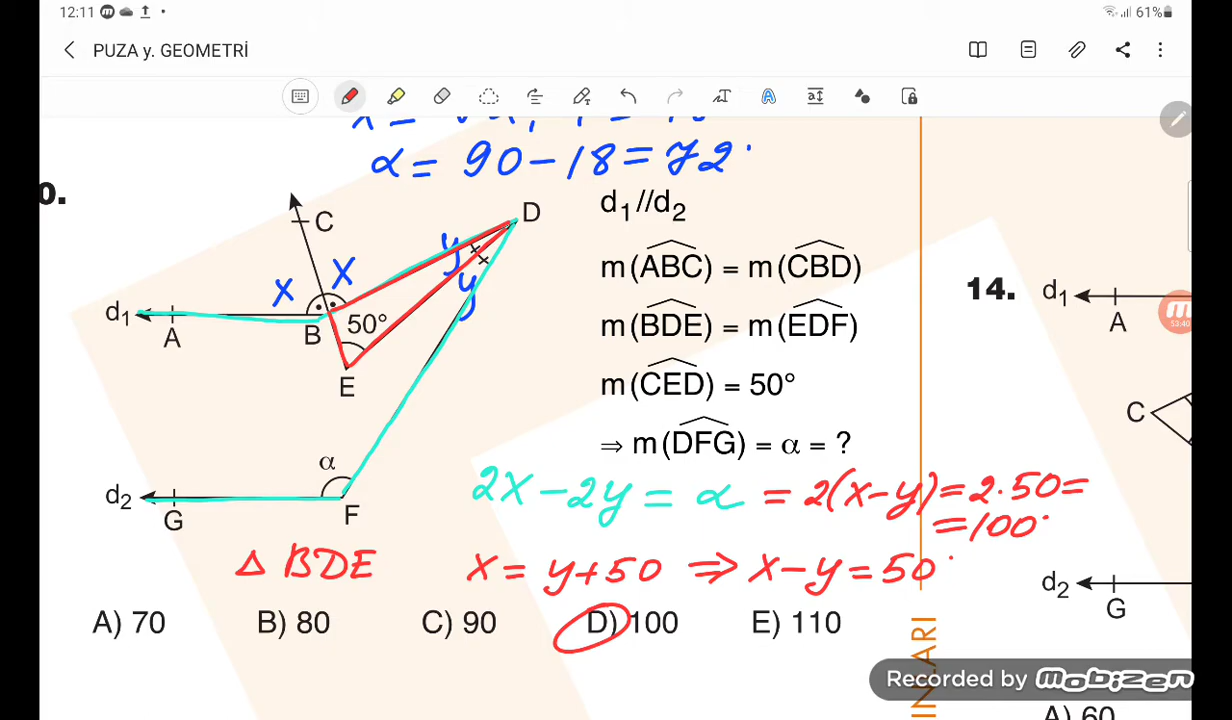 12:11
61%
PUZA y. GEOMETRİ
α = 90 - 18 = 72°
0.
C
D
d₁//d₂
m(ABC) = m(CBD)
m(BDE) = m(EDF)
m(CED) = 50°
⇒ m(DFG) = α = ?
x x y y
d₁ A B 50°
E
α
d₂ G F
2x - 2y = α = 2(x-y) = 2·50 =
= 100°
△ BDE x = y+50 ⇒ x-y = 50°
A) 70 B) 80 C) 90 D) 100 E) 110
14. d₁ A
53:40
C
d₂ G
Recorded by mobizen